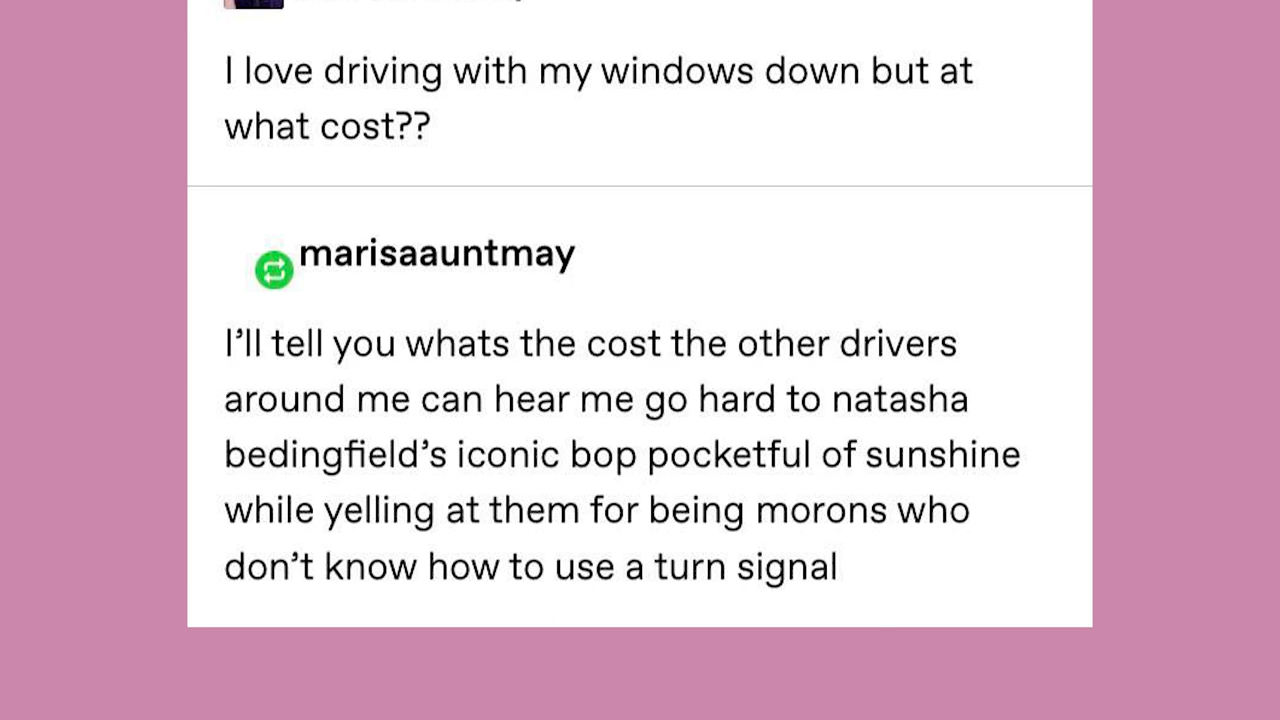 I love driving with my windows down but at
what cost??
marisaauntmay
I’ll tell you whats the cost the other drivers
around me can hear me go hard to natasha
bedingfield’s iconic bop pocketful of sunshine
while yelling at them for being morons who
don’t know how to use a turn signal